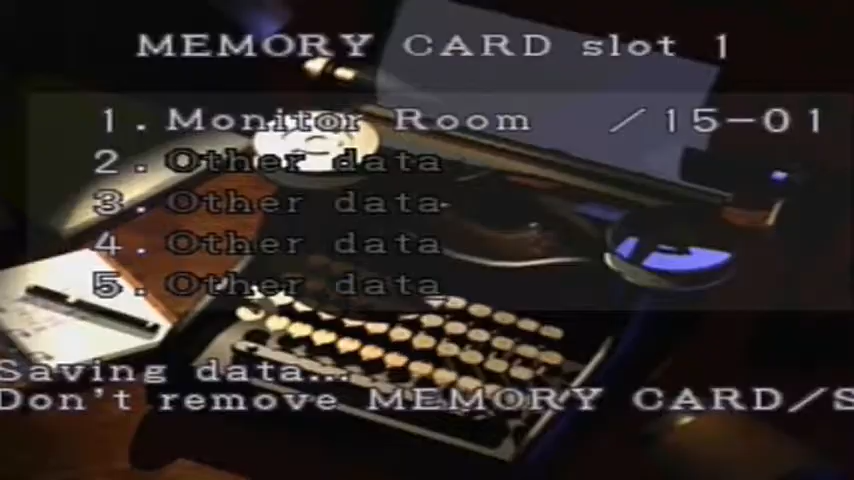 MEMORY CARD slot 1
1. Monitor Room /15-01
2. Other data
3. Other data
4. Other data
5. Other data
Saving data...
Don't remove MEMORY CARD/S